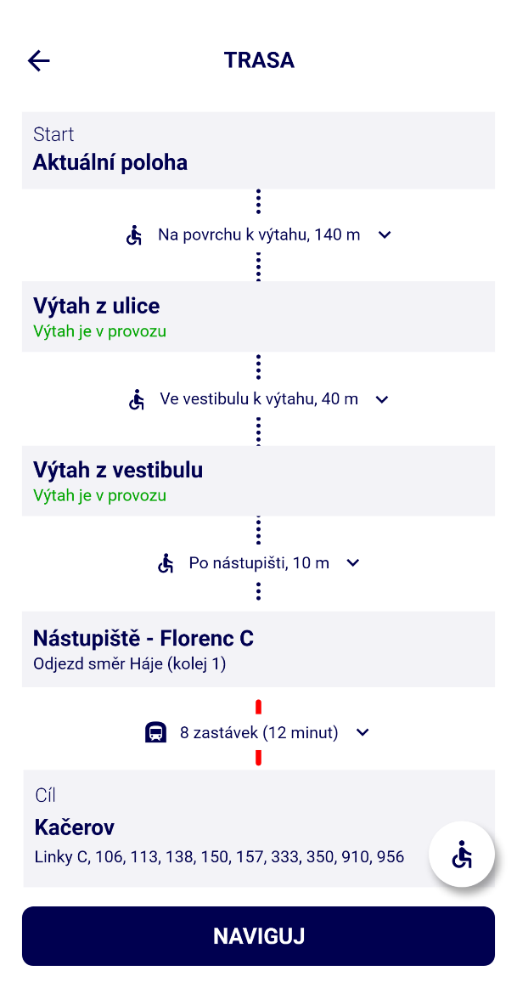 TRASA
Start
Aktuální poloha
Na povrchu k výtahu, 140 m
Výtah z ulice
Výtah je v provozu
Ve vestibulu k výtahu, 40 m
Výtah z vestibulu
Výtah je v provozu
Po nástupišti, 10 m
Nástupiště - Florenc C
Odjezd směr Háje (kolej 1)
8 zastávek (12 minut)
Cíl
Kačerov
Linky C, 106, 113, 138, 150, 157, 333, 350, 910, 956
NAVIGUJ